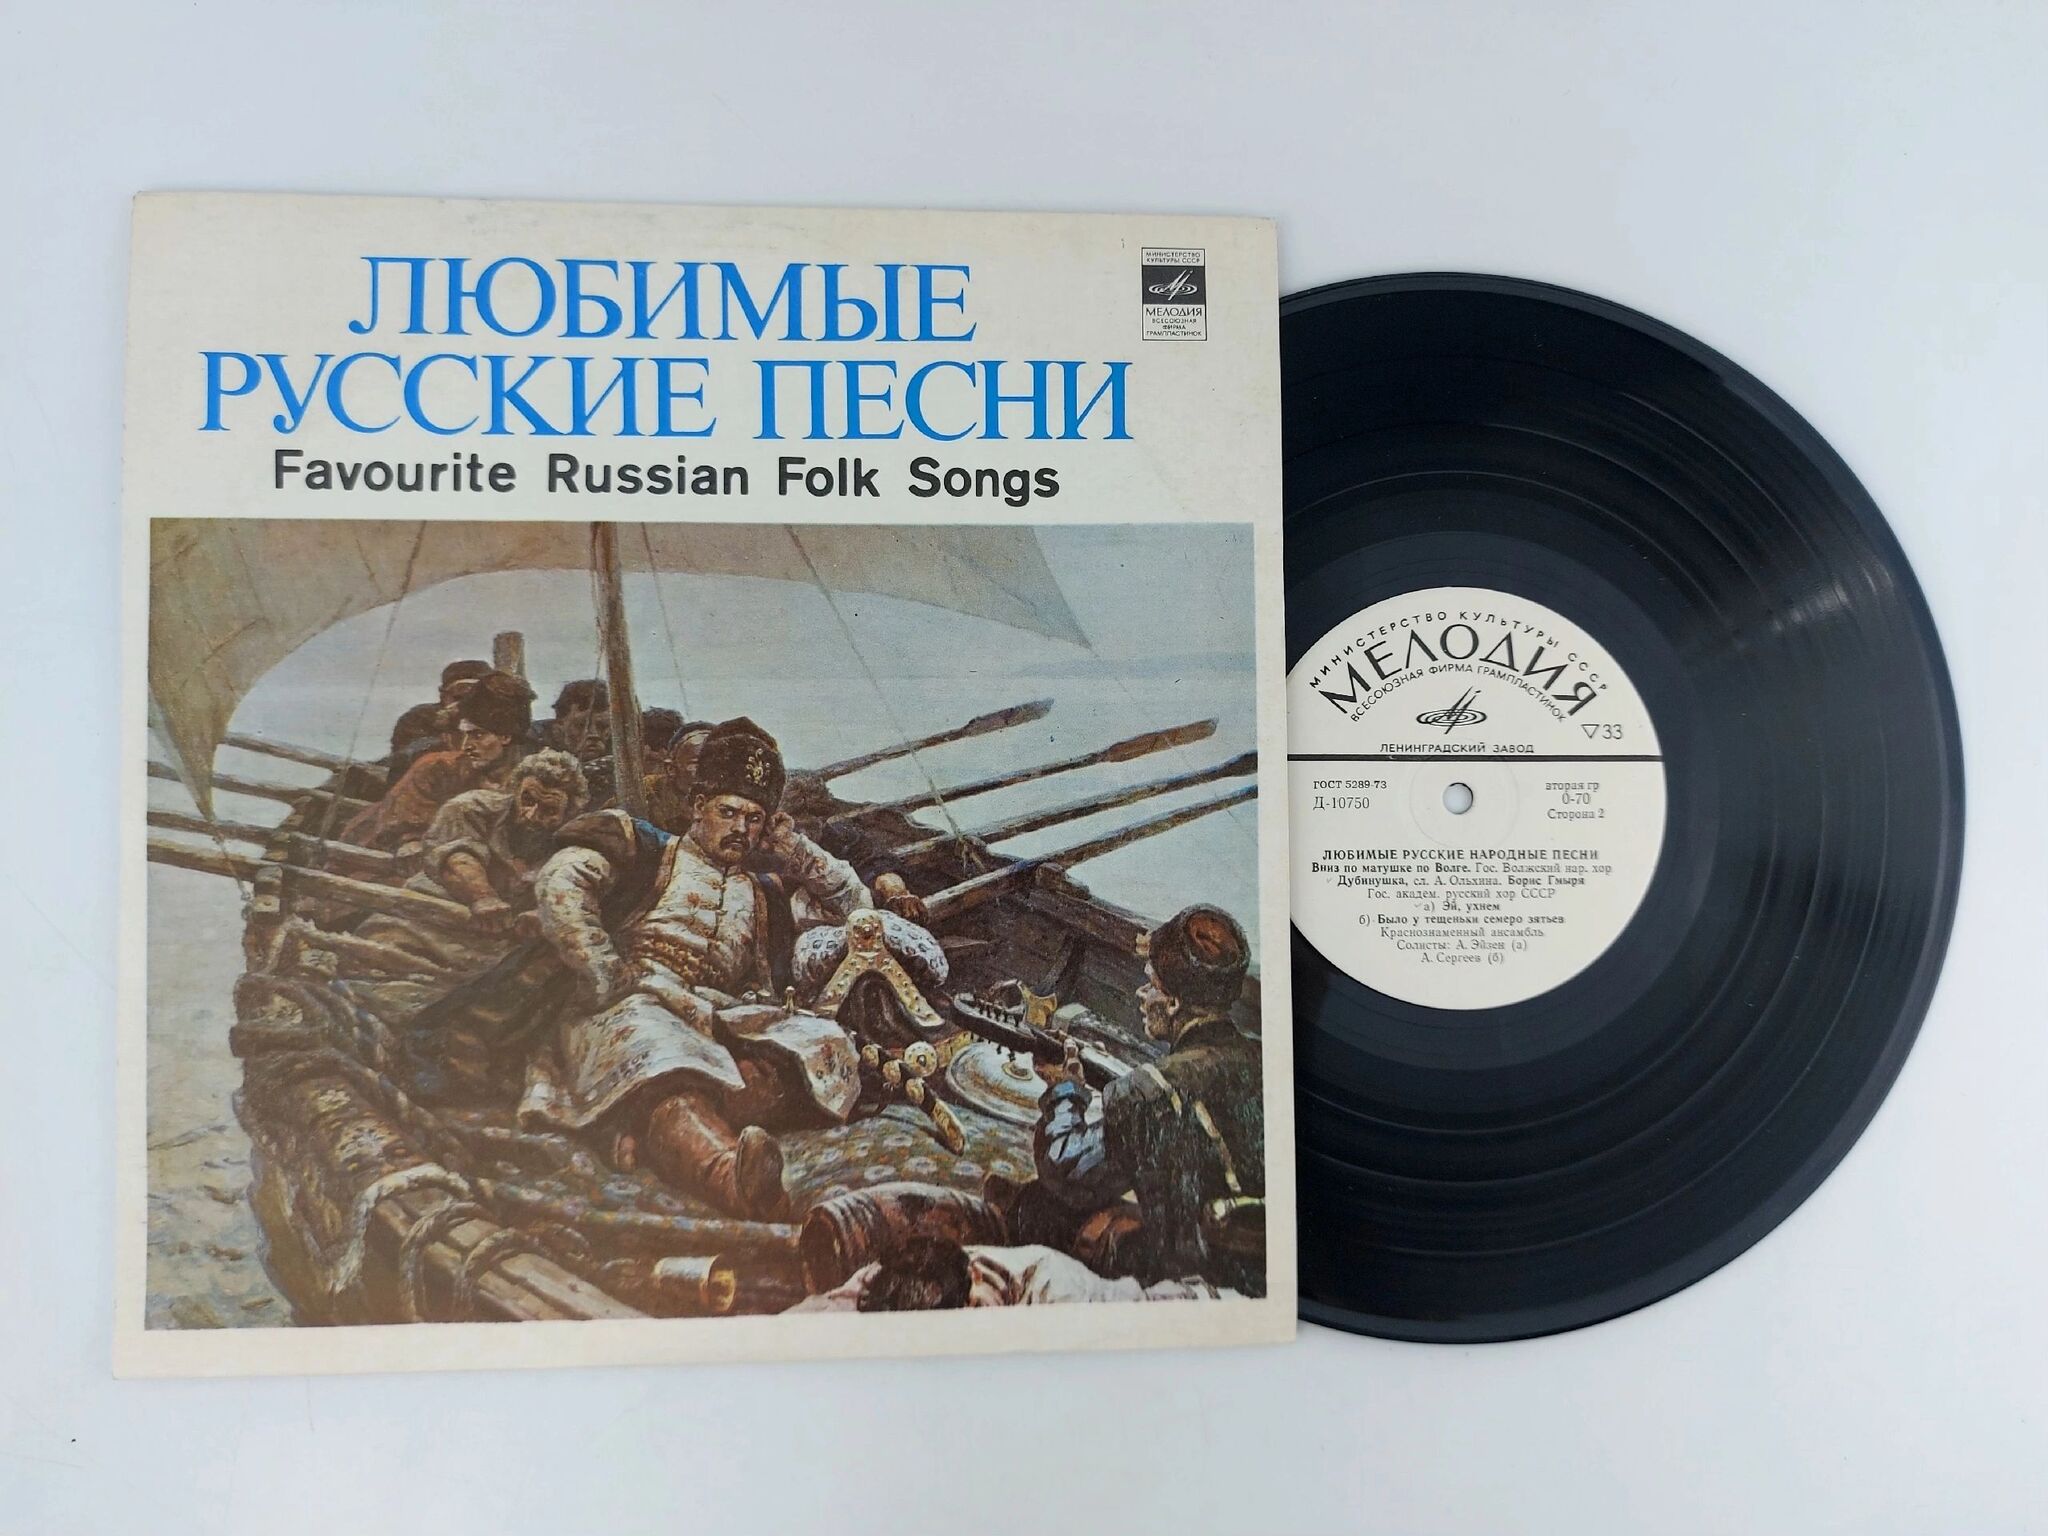 ЛЮБИМЫЕ
РУССКИЕ ПЕСНИ
Favourite Russian Folk Songs
МИНИСТЕРСТВО
КУЛЬТУРЫ СССР
МЕЛОДИЯ
ВСЕСОЮЗНАЯ
ФИРМА
ГРАМПЛАСТИНОК
МИНИСТЕРСТВО КУЛЬТУРЫ СССР
МЕЛОДИЯ
ВСЕСОЮЗНАЯ ФИРМА ГРАМПЛАСТИНОК
▽33
ЛЕНИНГРАДСКИЙ ЗАВОД
ГОСТ 5289-73
Д-10750
вторая гр
0-70
Сторона 2
ЛЮБИМЫЕ РУССКИЕ НАРОДНЫЕ ПЕСНИ
Вниз по матушке по Волге. Гос. Волжский нар. хор
Дубинушка, сл. А. Ольхина. Борис Гмыря
Гос. академ. русский хор СССР
а) Эй, ухнем
б) Было у тещеньки семеро зятьев
Краснознаменный ансамбль
Солисты: А. Эйзен (а)
А. Сергеев (б)